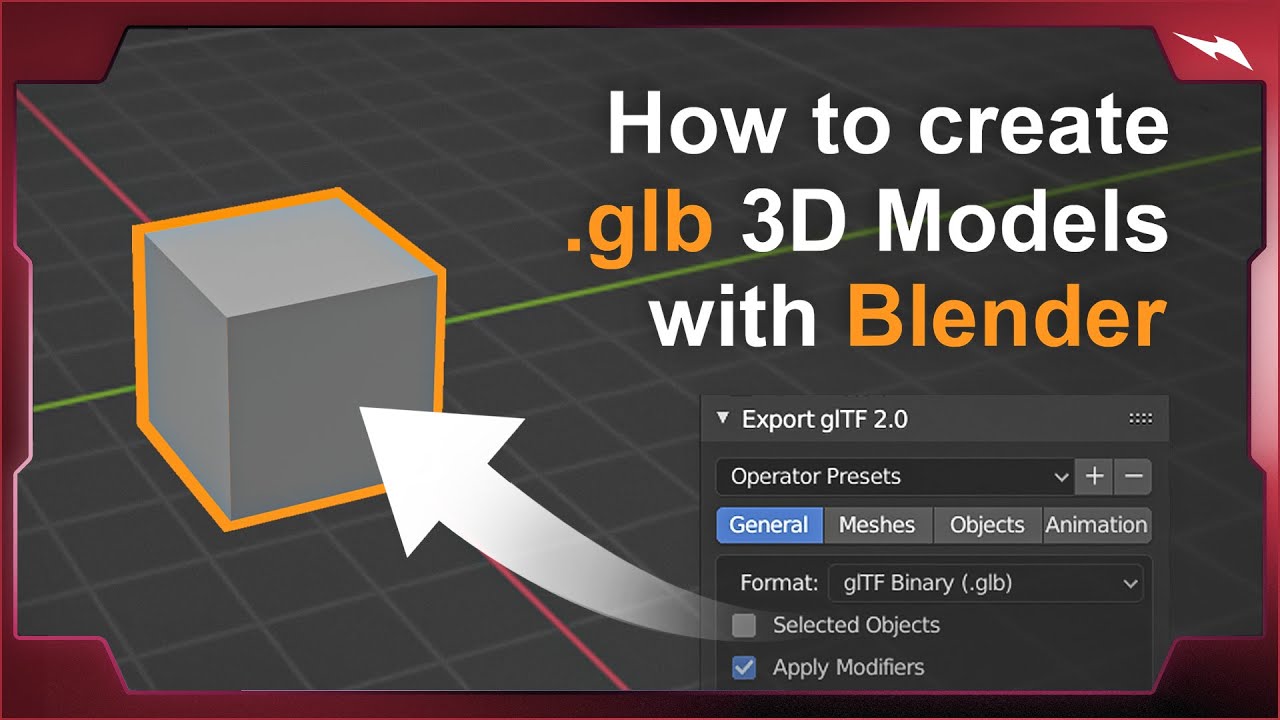 How to create
.glb 3D Models
with Blender
Export glTF 2.0
Operator Presets
General Meshes Objects Animation
Format: glTF Binary (.glb)
Selected Objects
Apply Modifiers